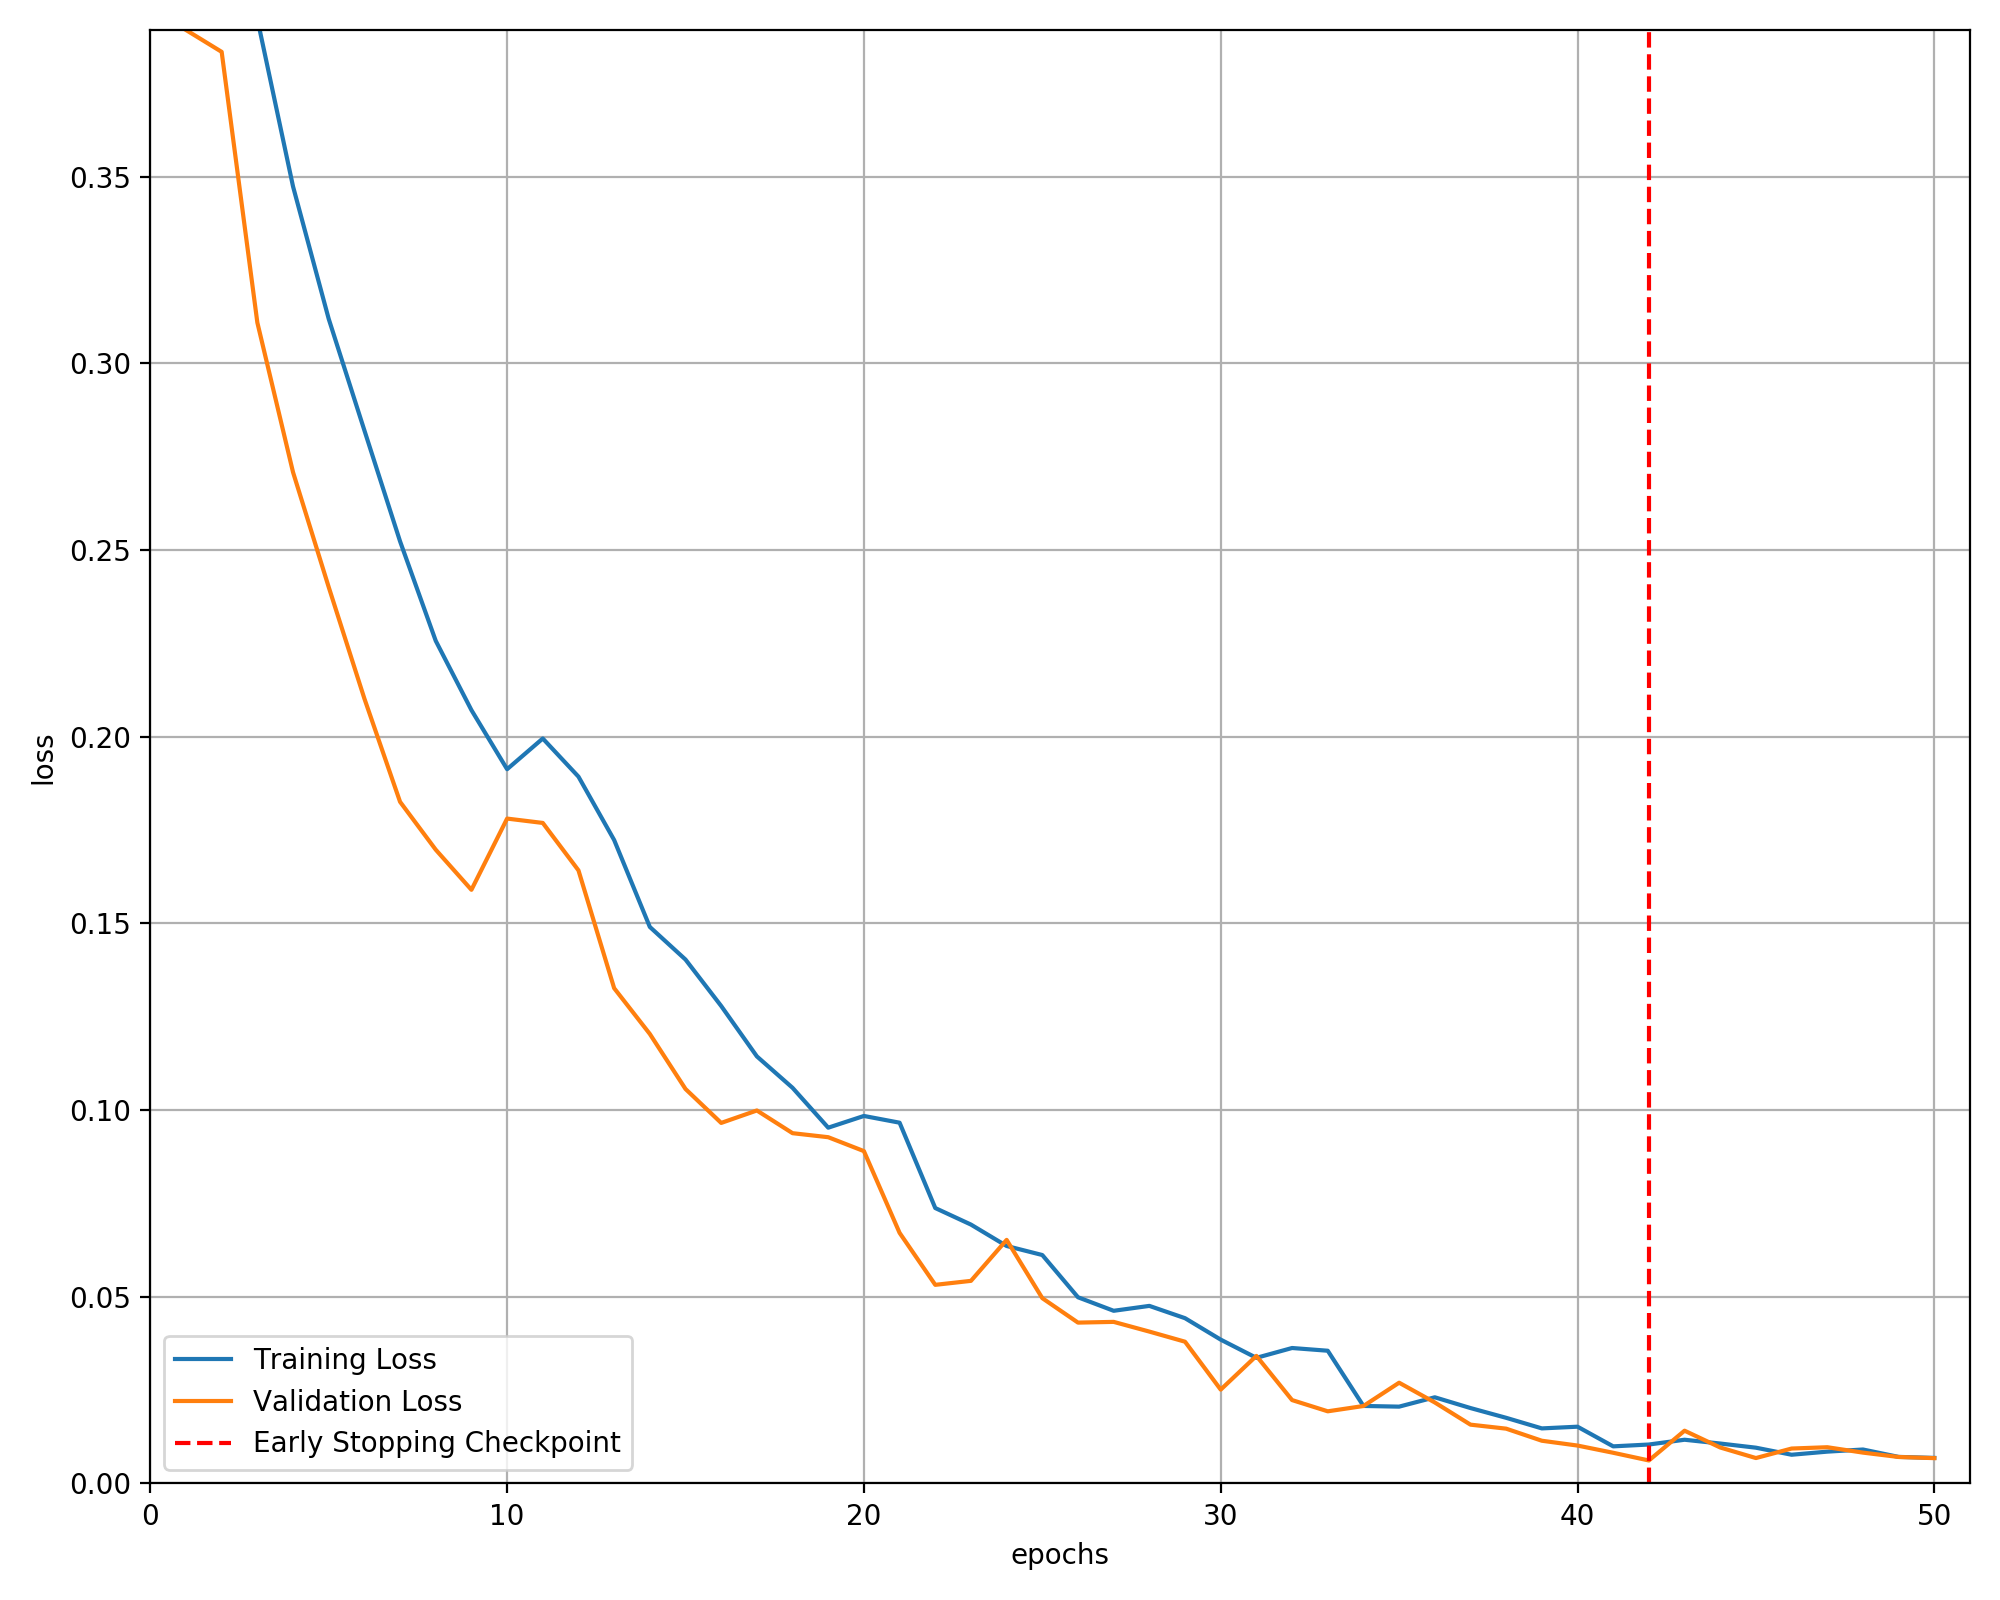 0.35
0.30
0.25
0.20
0.15
0.10
0.05
0.00
loss
Training Loss
Validation Loss
Early Stopping Checkpoint
0 10 20 30 40 50
epochs